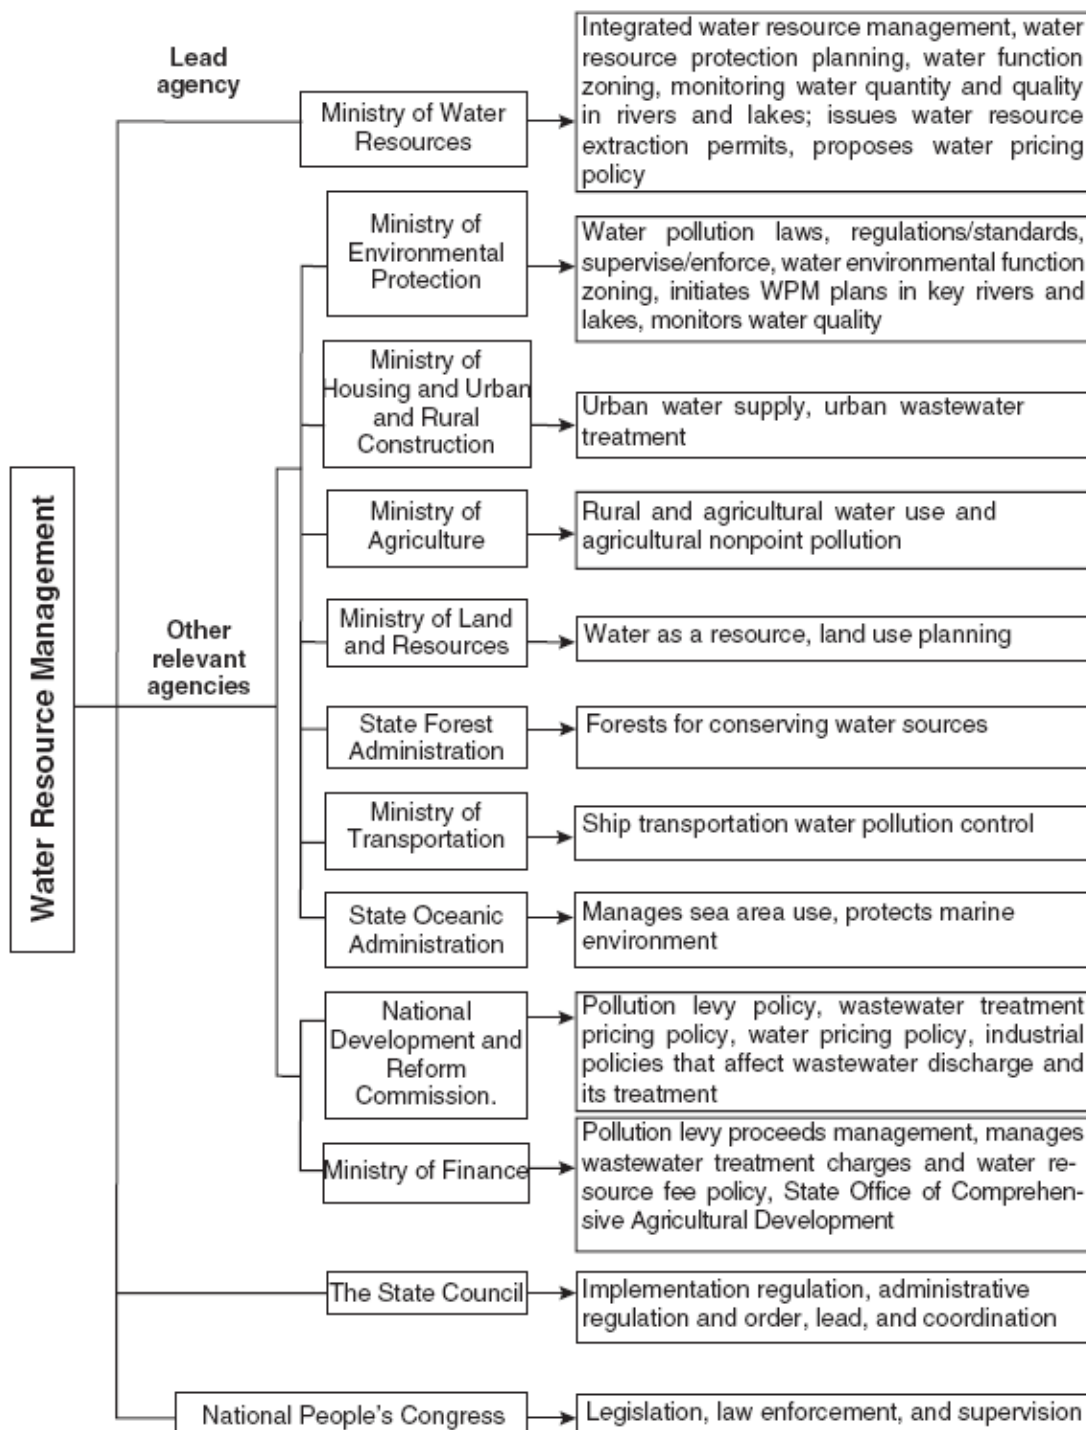 Lead
agency
Ministry of Water
Resources
Integrated water resource management, water
resource protection planning, water function
zoning, monitoring water quantity and quality
in rivers and lakes; issues water resource
extraction permits, proposes water pricing
policy
Ministry of
Environmental
Protection
Water pollution laws, regulations/standards,
supervise/enforce, water environmental function
zoning, initiates WPM plans in key rivers and
lakes, monitors water quality
Ministry of
Housing and Urban
and Rural
Construction
Urban water supply, urban wastewater
treatment
Water Resource Management
Ministry of
Agriculture
Rural and agricultural water use and
agricultural nonpoint pollution
Other
relevant
agencies
Ministry of Land
and Resources
Water as a resource, land use planning
State Forest
Administration
Forests for conserving water sources
Ministry of
Transportation
Ship transportation water pollution control
State Oceanic
Administration
Manages sea area use, protects marine
environment
National
Development and
Reform
Commission.
Pollution levy policy, wastewater treatment
pricing policy, water pricing policy, industrial
policies that affect wastewater discharge and
its treatment
Ministry of Finance
Pollution levy proceeds management, manages
wastewater treatment charges and water re-
source fee policy, State Office of Comprehen-
sive Agricultural Development
The State Council
Implementation regulation, administrative
regulation and order, lead, and coordination
National People's Congress
Legislation, law enforcement, and supervision